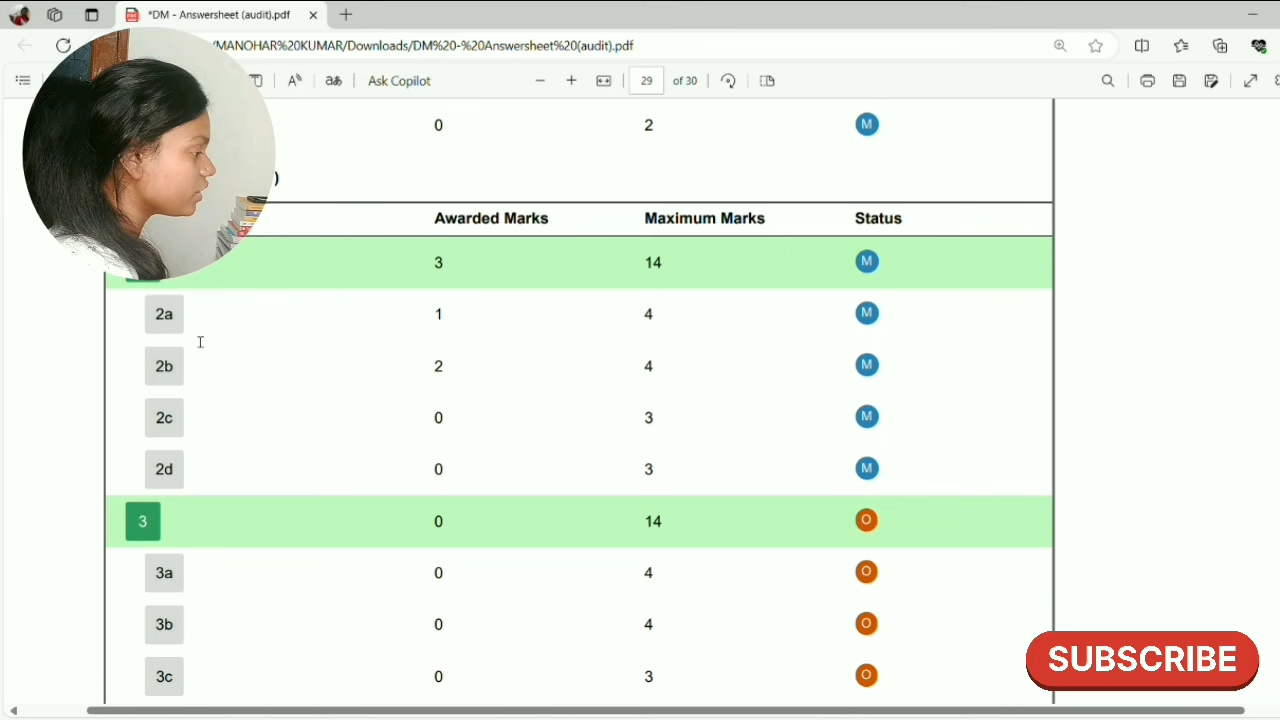 *DM - Answersheet (audit).pdf
/MANOHAR%20KUMAR/Downloads/DM%20-%20Answersheet%20(audit).pdf
Ask Copilot 29 of 30
0 2 M
)
Awarded Marks Maximum Marks Status
3 14 M
2a 1 4 M
2b 2 4 M
2c 0 3 M
2d 0 3 M
3 0 14 O
3a 0 4 O
3b 0 4 O
3c 0 3 O
SUBSCRIBE